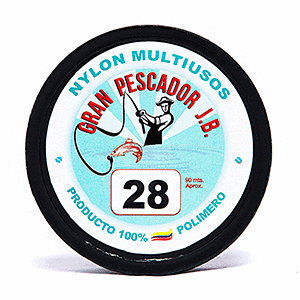 NYLON MULTIUSOS
GRAN PESCADOR J.B.
28
90 mts.
Aprox.
PRODUCTO 100% POLIMERO